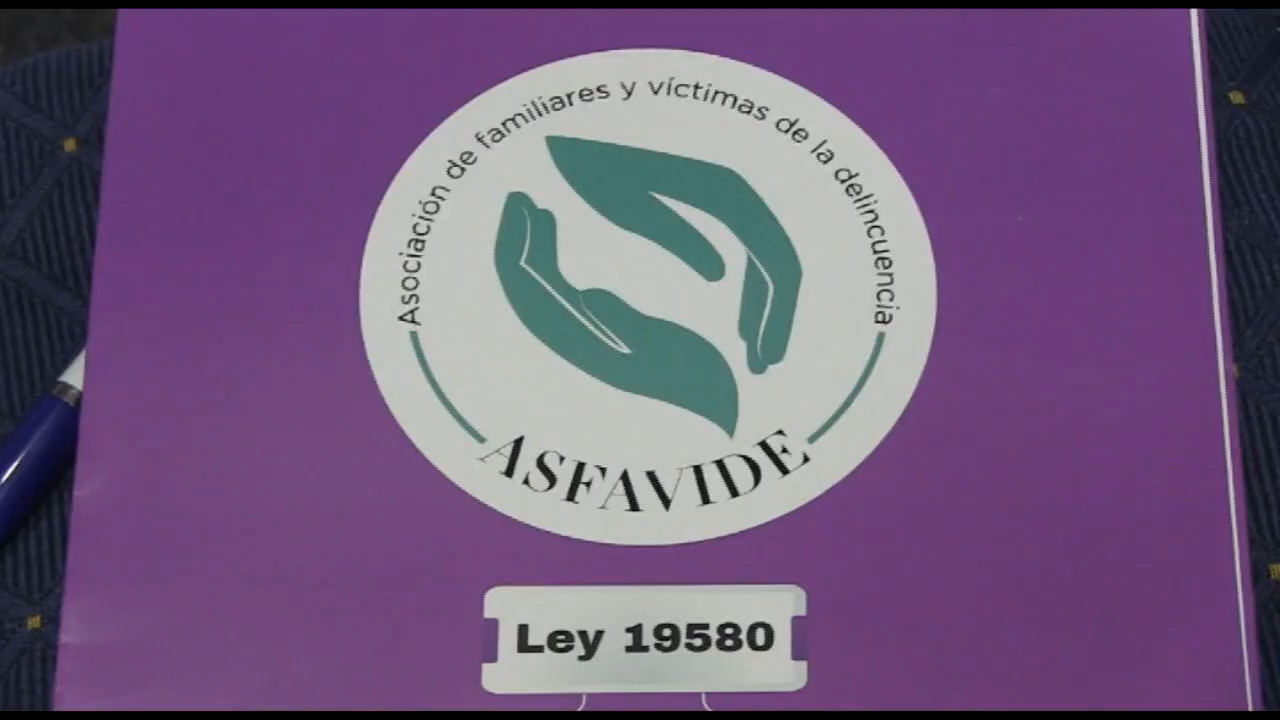 Asociación de familiares y víctimas de la delincuencia
ASFAVIDE
Ley 19580